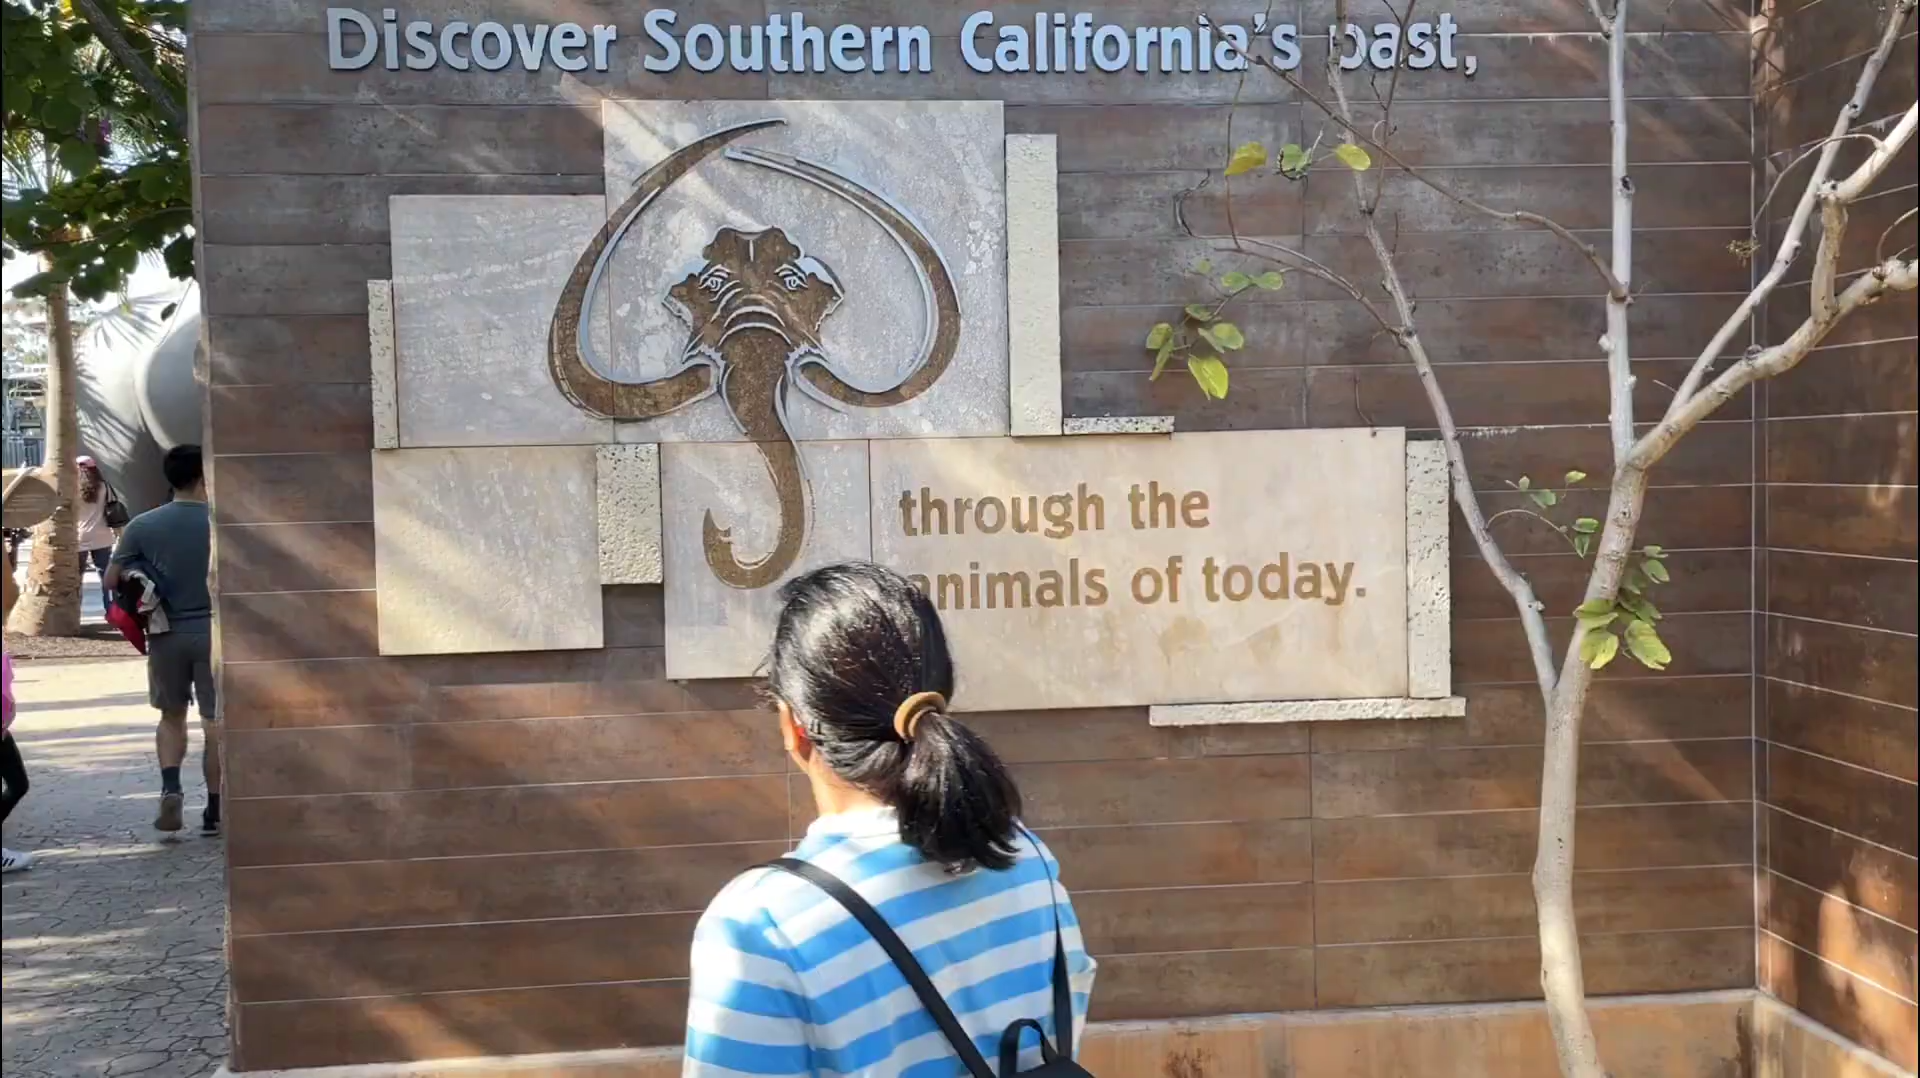 Discover Southern California's past,
through the
animals of today.